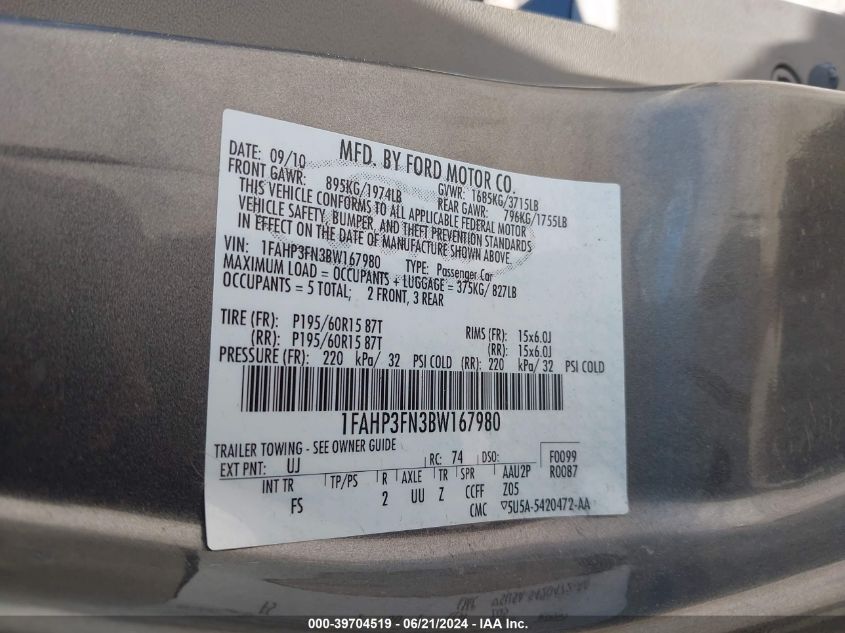 MFD. BY FORD MOTOR CO.
DATE: 09/10 GVWR: 1685KG/3715LB
FRONT GAWR: 895KG/1974LB REAR GAWR: 796KG/1755LB
THIS VEHICLE CONFORMS TO ALL APPLICABLE FEDERAL MOTOR
VEHICLE SAFETY, BUMPER, AND THEFT PREVENTION STANDARDS
IN EFFECT ON THE DATE OF MANUFACTURE SHOWN ABOVE.
VIN: 1FAHP3FN3BW167980 TYPE: Passenger Car
MAXIMUM LOAD = OCCUPANTS + LUGGAGE = 375KG/ 827LB
OCCUPANTS = 5 TOTAL; 2 FRONT, 3 REAR
TIRE (FR): P195/60R15 87T RIMS (FR): 15x6.0J
(RR): P195/60R15 87T (RR): 15x6.0J
PRESSURE (FR): 220 kPa/ 32 PSI COLD (RR): 220 kPa/ 32 PSI COLD
1FAHP3FN3BW167980
TRAILER TOWING - SEE OWNER GUIDE F0099
EXT PNT: UJ RC: 74 DSO: R0087
INT TR TP/PS R AXLE TR SPR AAU2P
FS 2 UU Z CCFF Z05
CMC ▽5U5A-5420472-AA
000-39704519 - 06/21/2024 - IAA Inc.